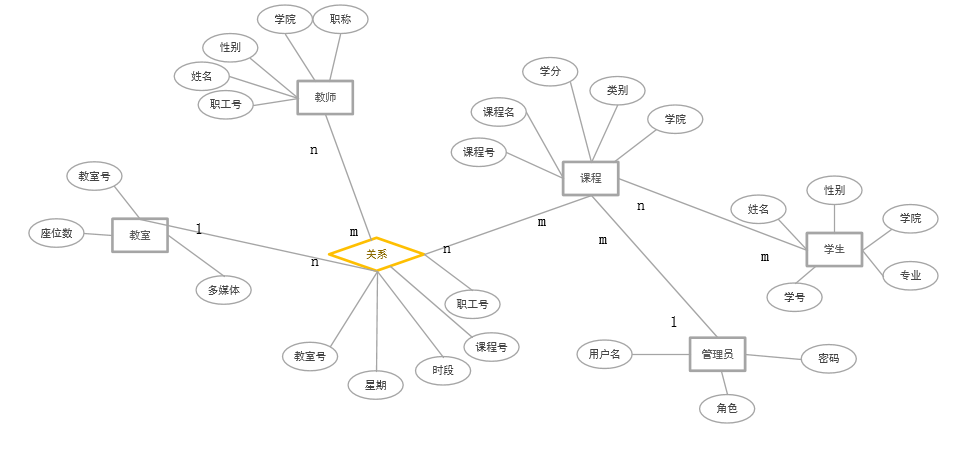 学院
职称
性别
姓名
职工号
教师
n
学分
类别
课程名
学院
课程号
课程
教室号
座位数
教室
1
多媒体
m
n
关系
n
m
n
m
m
1
姓名
性别
学院
学生
专业
学号
职工号
课程号
时段
星期
教室号
用户名
管理员
密码
角色